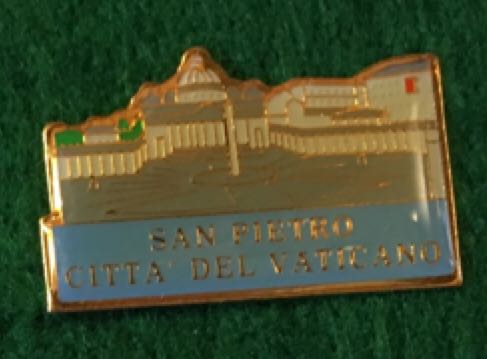 SAN PIETRO
CITTA' DEL VATICANO